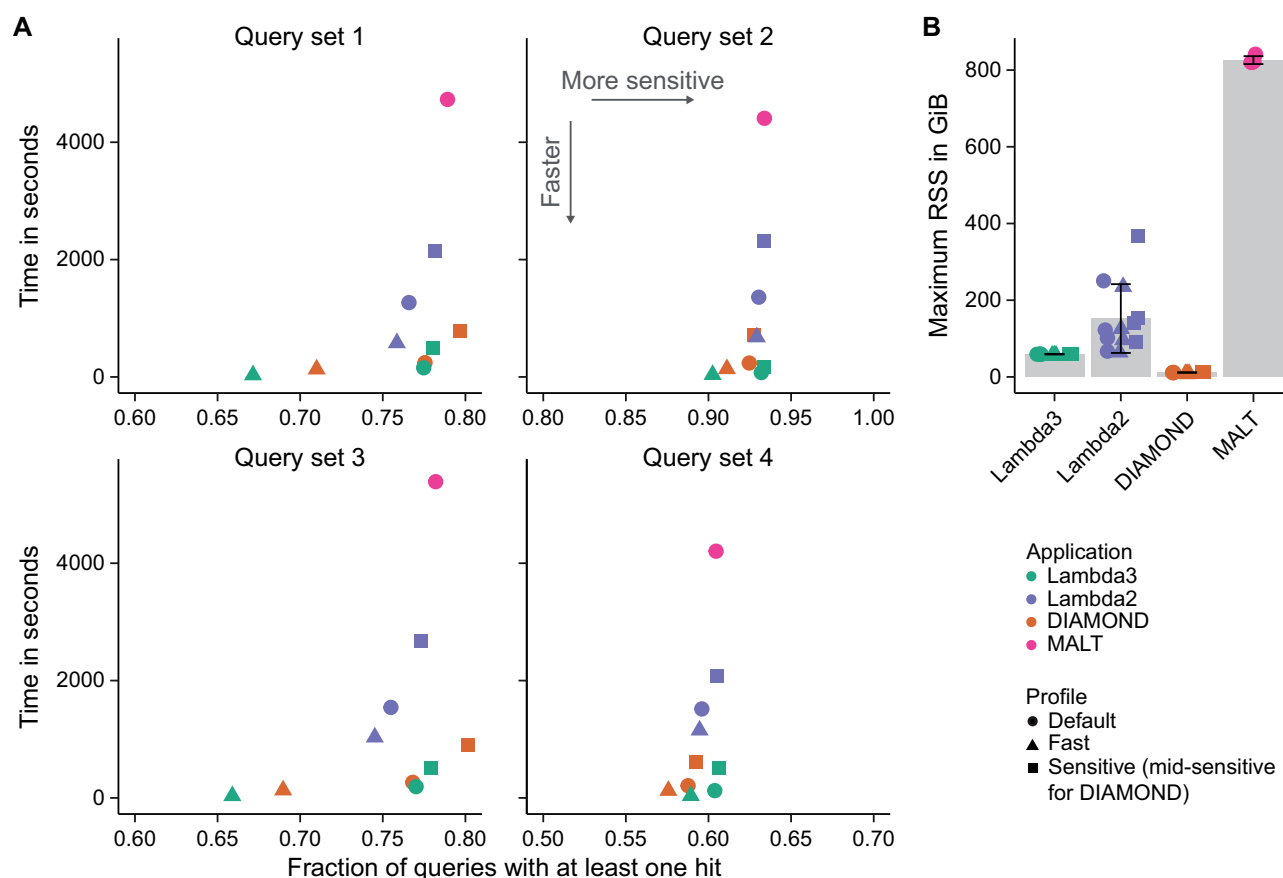 A
Query set 1
Time in seconds
4000
2000
0
0.60 0.65 0.70 0.75 0.80
Query set 2
More sensitive
Faster
0.80 0.85 0.90 0.95 1.00
Query set 3
Time in seconds
4000
2000
0
0.60 0.65 0.70 0.75 0.80
Query set 4
0.50 0.55 0.60 0.65 0.70
Fraction of queries with at least one hit
B
Maximum RSS in GiB
800
600
400
200
0
Lambda3
Lambda2
DIAMOND
MALT
Application
Lambda3
Lambda2
DIAMOND
MALT
Profile
Default
Fast
Sensitive (mid-sensitive
for DIAMOND)